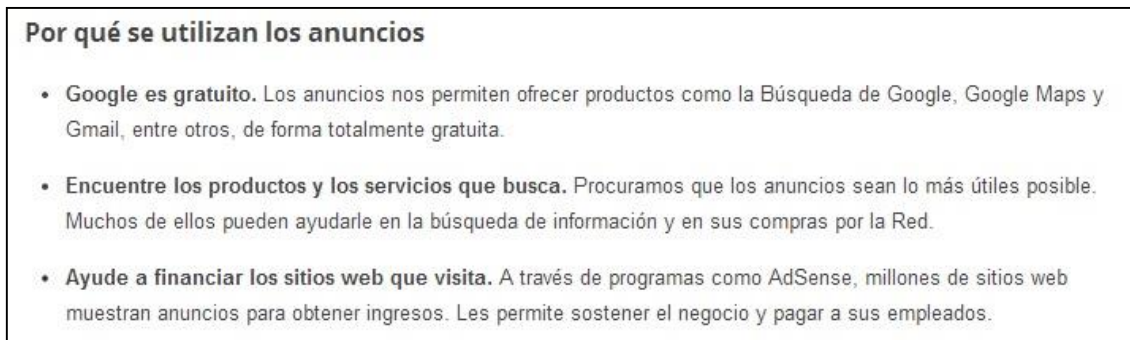 Por qué se utilizan los anuncios
• Google es gratuito. Los anuncios nos permiten ofrecer productos como la Búsqueda de Google, Google Maps y
Gmail, entre otros, de forma totalmente gratuita.
• Encuentre los productos y los servicios que busca. Procuramos que los anuncios sean lo más útiles posible.
Muchos de ellos pueden ayudarle en la búsqueda de información y en sus compras por la Red.
• Ayude a financiar los sitios web que visita. A través de programas como AdSense, millones de sitios web
muestran anuncios para obtener ingresos. Les permite sostener el negocio y pagar a sus empleados.